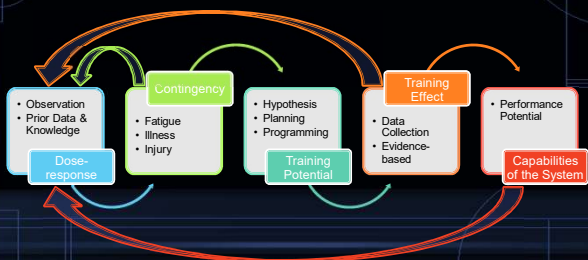 • Observation
• Prior Data &
Knowledge
Dose-
response
Contingency
• Fatigue
• Illness
• Injury
• Hypothesis
• Planning
• Programming
Training
Potential
Training
Effect
• Data
Collection
• Evidence-
based
• Performance
Potential
Capabilities
of the System